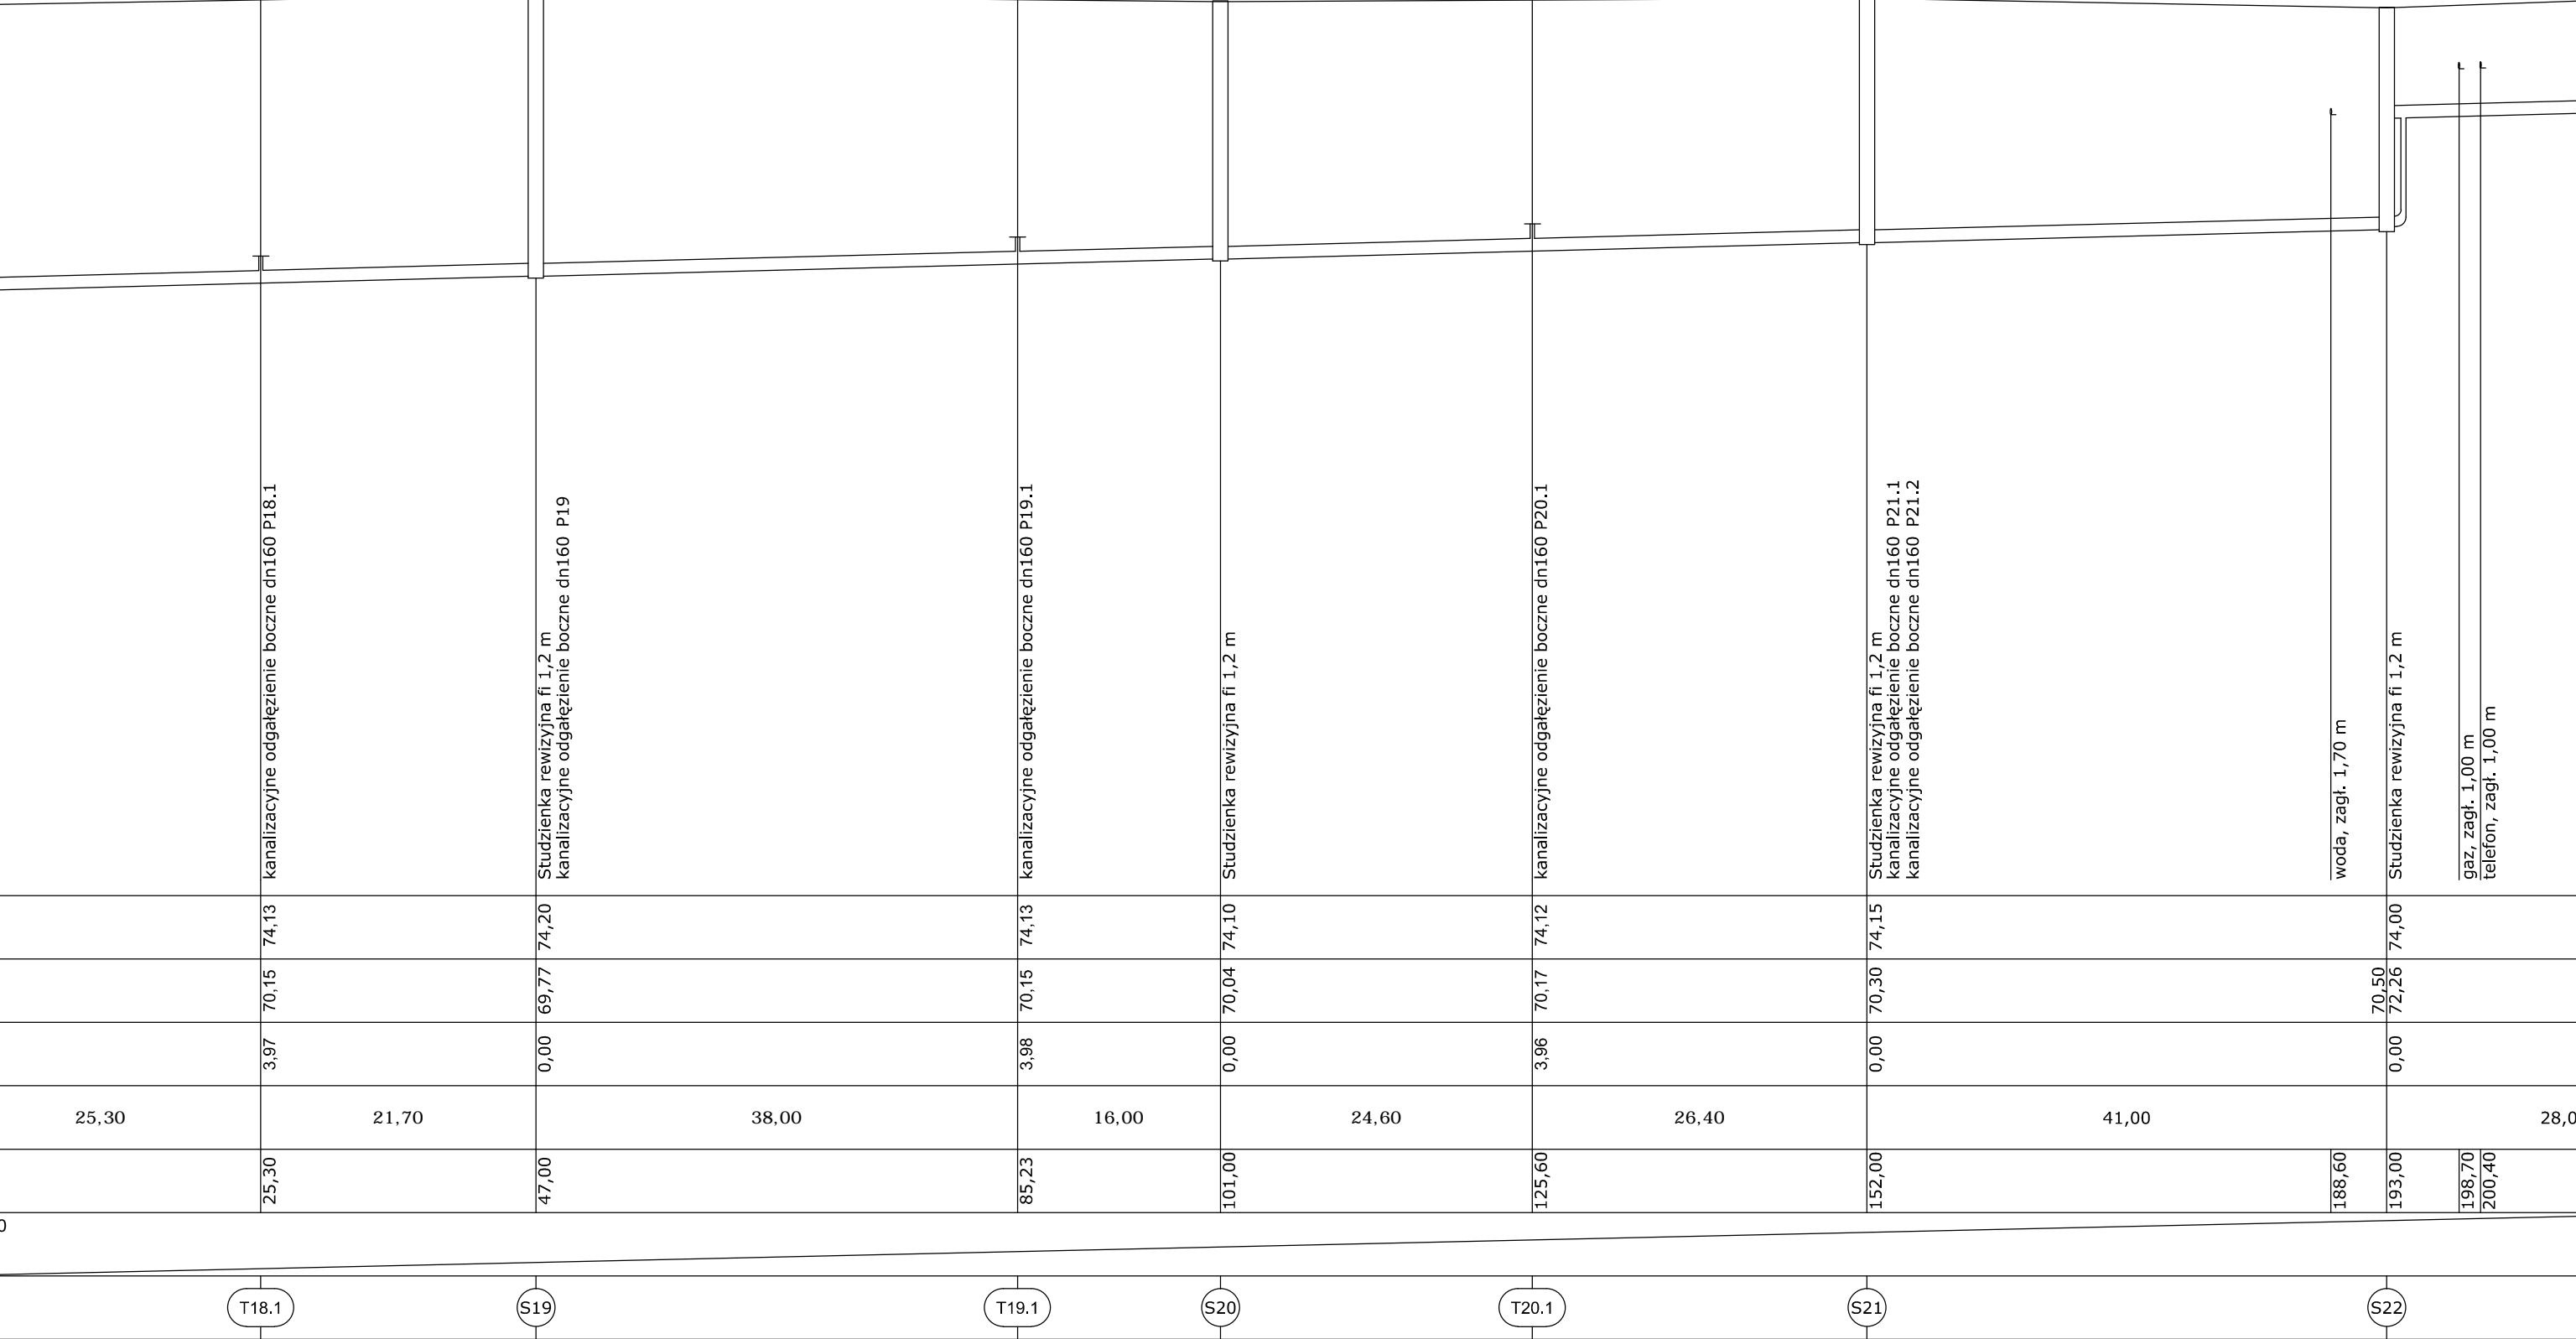 kanalizacyjne odgałęzienie boczne dn160 P18.1
Studzienka rewizyjna fi 1,2 m
kanalizacyjne odgałęzienie boczne dn160 P19
kanalizacyjne odgałęzienie boczne dn160 P19.1
Studzienka rewizyjna fi 1,2 m
kanalizacyjne odgałęzienie boczne dn160 P20.1
Studzienka rewizyjna fi 1,2 m
kanalizacyjne odgałęzienie boczne dn160 P21.1
kanalizacyjne odgałęzienie boczne dn160 P21.2
woda, zagł. 1,70 m
Studzienka rewizyjna fi 1,2 m
gaz, zagł. 1,00 m
telefon, zagł. 1,00 m
74,13 74,20 74,13 74,10 74,12 74,15 74,00
70,15 69,77 70,15 70,04 70,17 70,30 70,50 72,26
3,97 0,00 3,98 0,00 3,96 0,00 0,00
25,30 21,70 38,00 16,00 24,60 26,40 41,00 28,0
25,30 47,00 85,23 101,00 125,60 152,00 188,60 193,00 198,70 200,40
0
T18.1 S19 T19.1 S20 T20.1 S21 S22